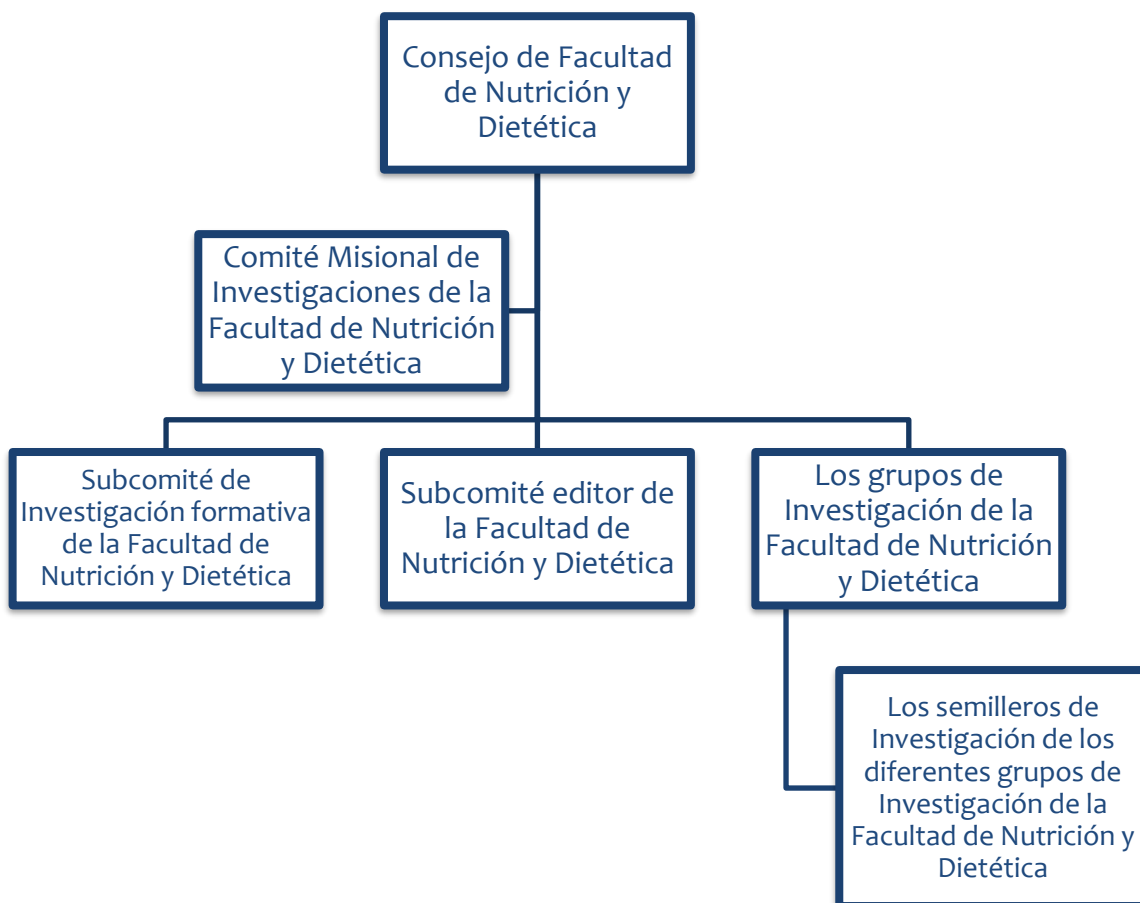 Consejo de Facultad
de Nutrición y
Dietética
Comité Misional de
Investigaciones de la
Facultad de Nutrición
y Dietética
Subcomité de
Investigación formativa
de la Facultad de
Nutrición y Dietética
Subcomité editor de
la Facultad de
Nutrición y Dietética
Los grupos de
Investigación de la
Facultad de Nutrición
y Dietética
Los semilleros de
Investigación de los
diferentes grupos de
Investigación de la
Facultad de Nutrición y
Dietética